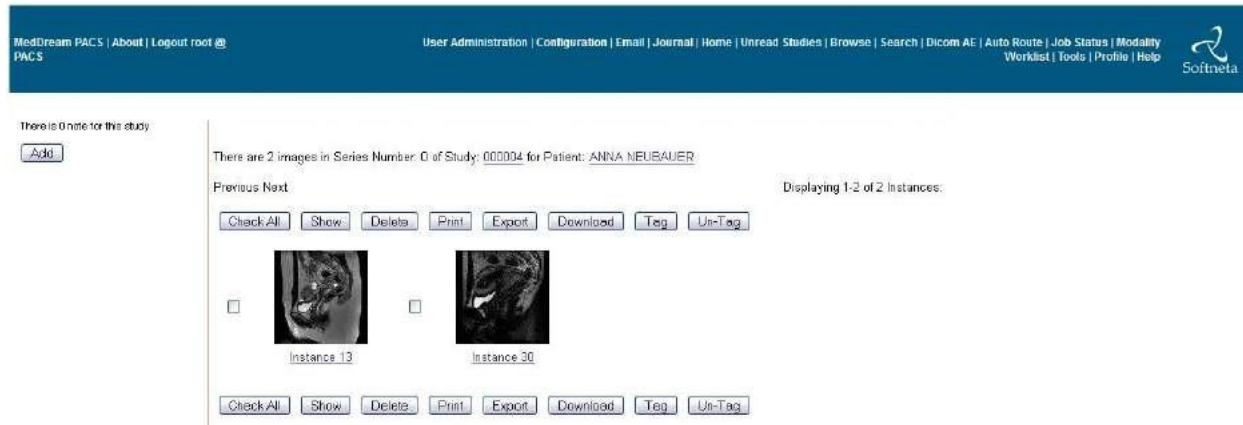 MedDream PACS | About | Logout root @
PACS
User Administration | Configuration | Email | Journal | Home | Unread Studies | Browse | Search | Dicom AE | Auto Route | Job Status | Modality
Worklist | Tools | Profile | Help
Softneta
There is 0 note for this study
Add
There are 2 images in Series Number: 0 of Study: 000004 for Patient: ANNA NEUBAUER
Previous Next
Displaying 1-2 of 2 Instances:
Check All Show Delete Print Export Download Tag Un-Tag
Instance 13 Instance 30
Check All Show Delete Print Export Download Tag Un-Tag